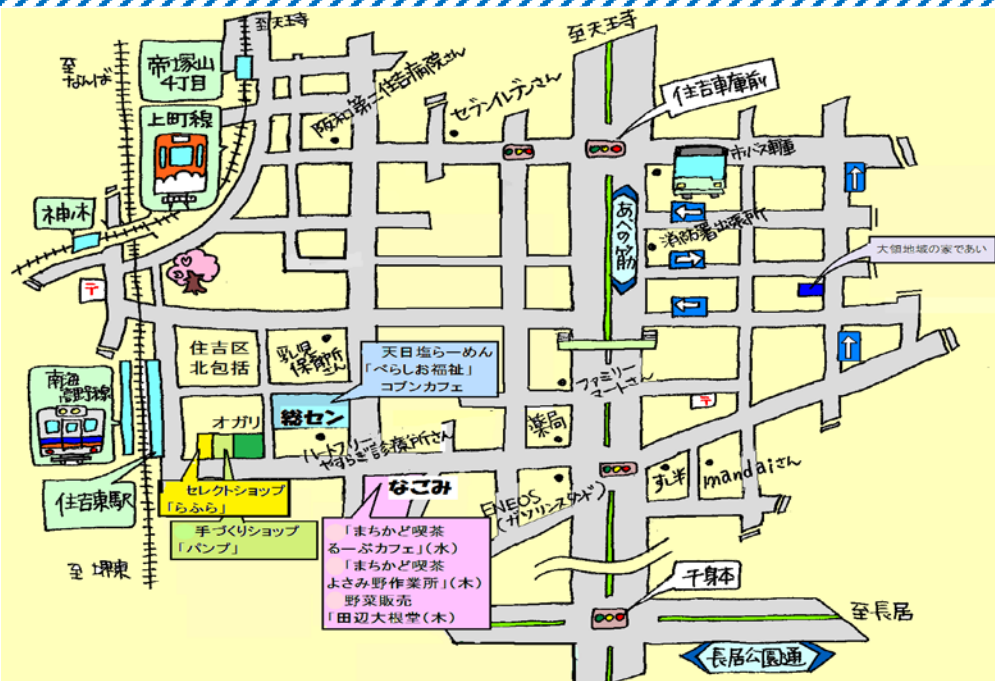 至天王寺
至天王寺
至
なんば
帝塚山
4丁目
阪和第二住吉病院さん
セブンイレブンさん
住吉車庫前
上町線
市バス車庫
神ノ木
あべの筋
消防署出張所
大領地域の家であい
〒
住吉区
北包括
乳児
保育所
さん
天日塩らーめん
「べらしお福祉」
コブンカフェ
ファミリー
マートさん
南海
高野線
オガリ
総セン
ハートフリー
やすらぎ診療所さん
薬局
〒
住吉東駅
セレクトショップ
「らふら」
なごみ
ENEOS
(ガソリンスタンド)
すし半
mandaiさん
手づくりショップ
「パンプ」
「まちかど喫茶
るーぷカフェ」(水)
「まちかど喫茶
よさみ野作業所」(木)
野菜販売
「田辺大根堂(木)
至堺東
千身本
至長居
長居公園通